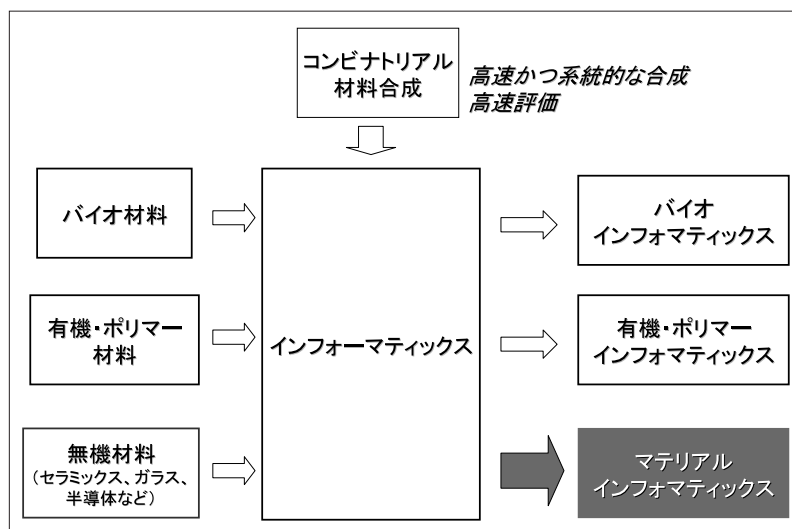 コンビナトリアル
材料合成
高速かつ系統的な合成
高速評価
バイオ材料
バイオ
インフォマティックス
有機・ポリマー
材料
インフォーマティックス
有機・ポリマー
インフォマティックス
無機材料
（セラミックス、ガラス、
半導体など）
マテリアル
インフォマティックス